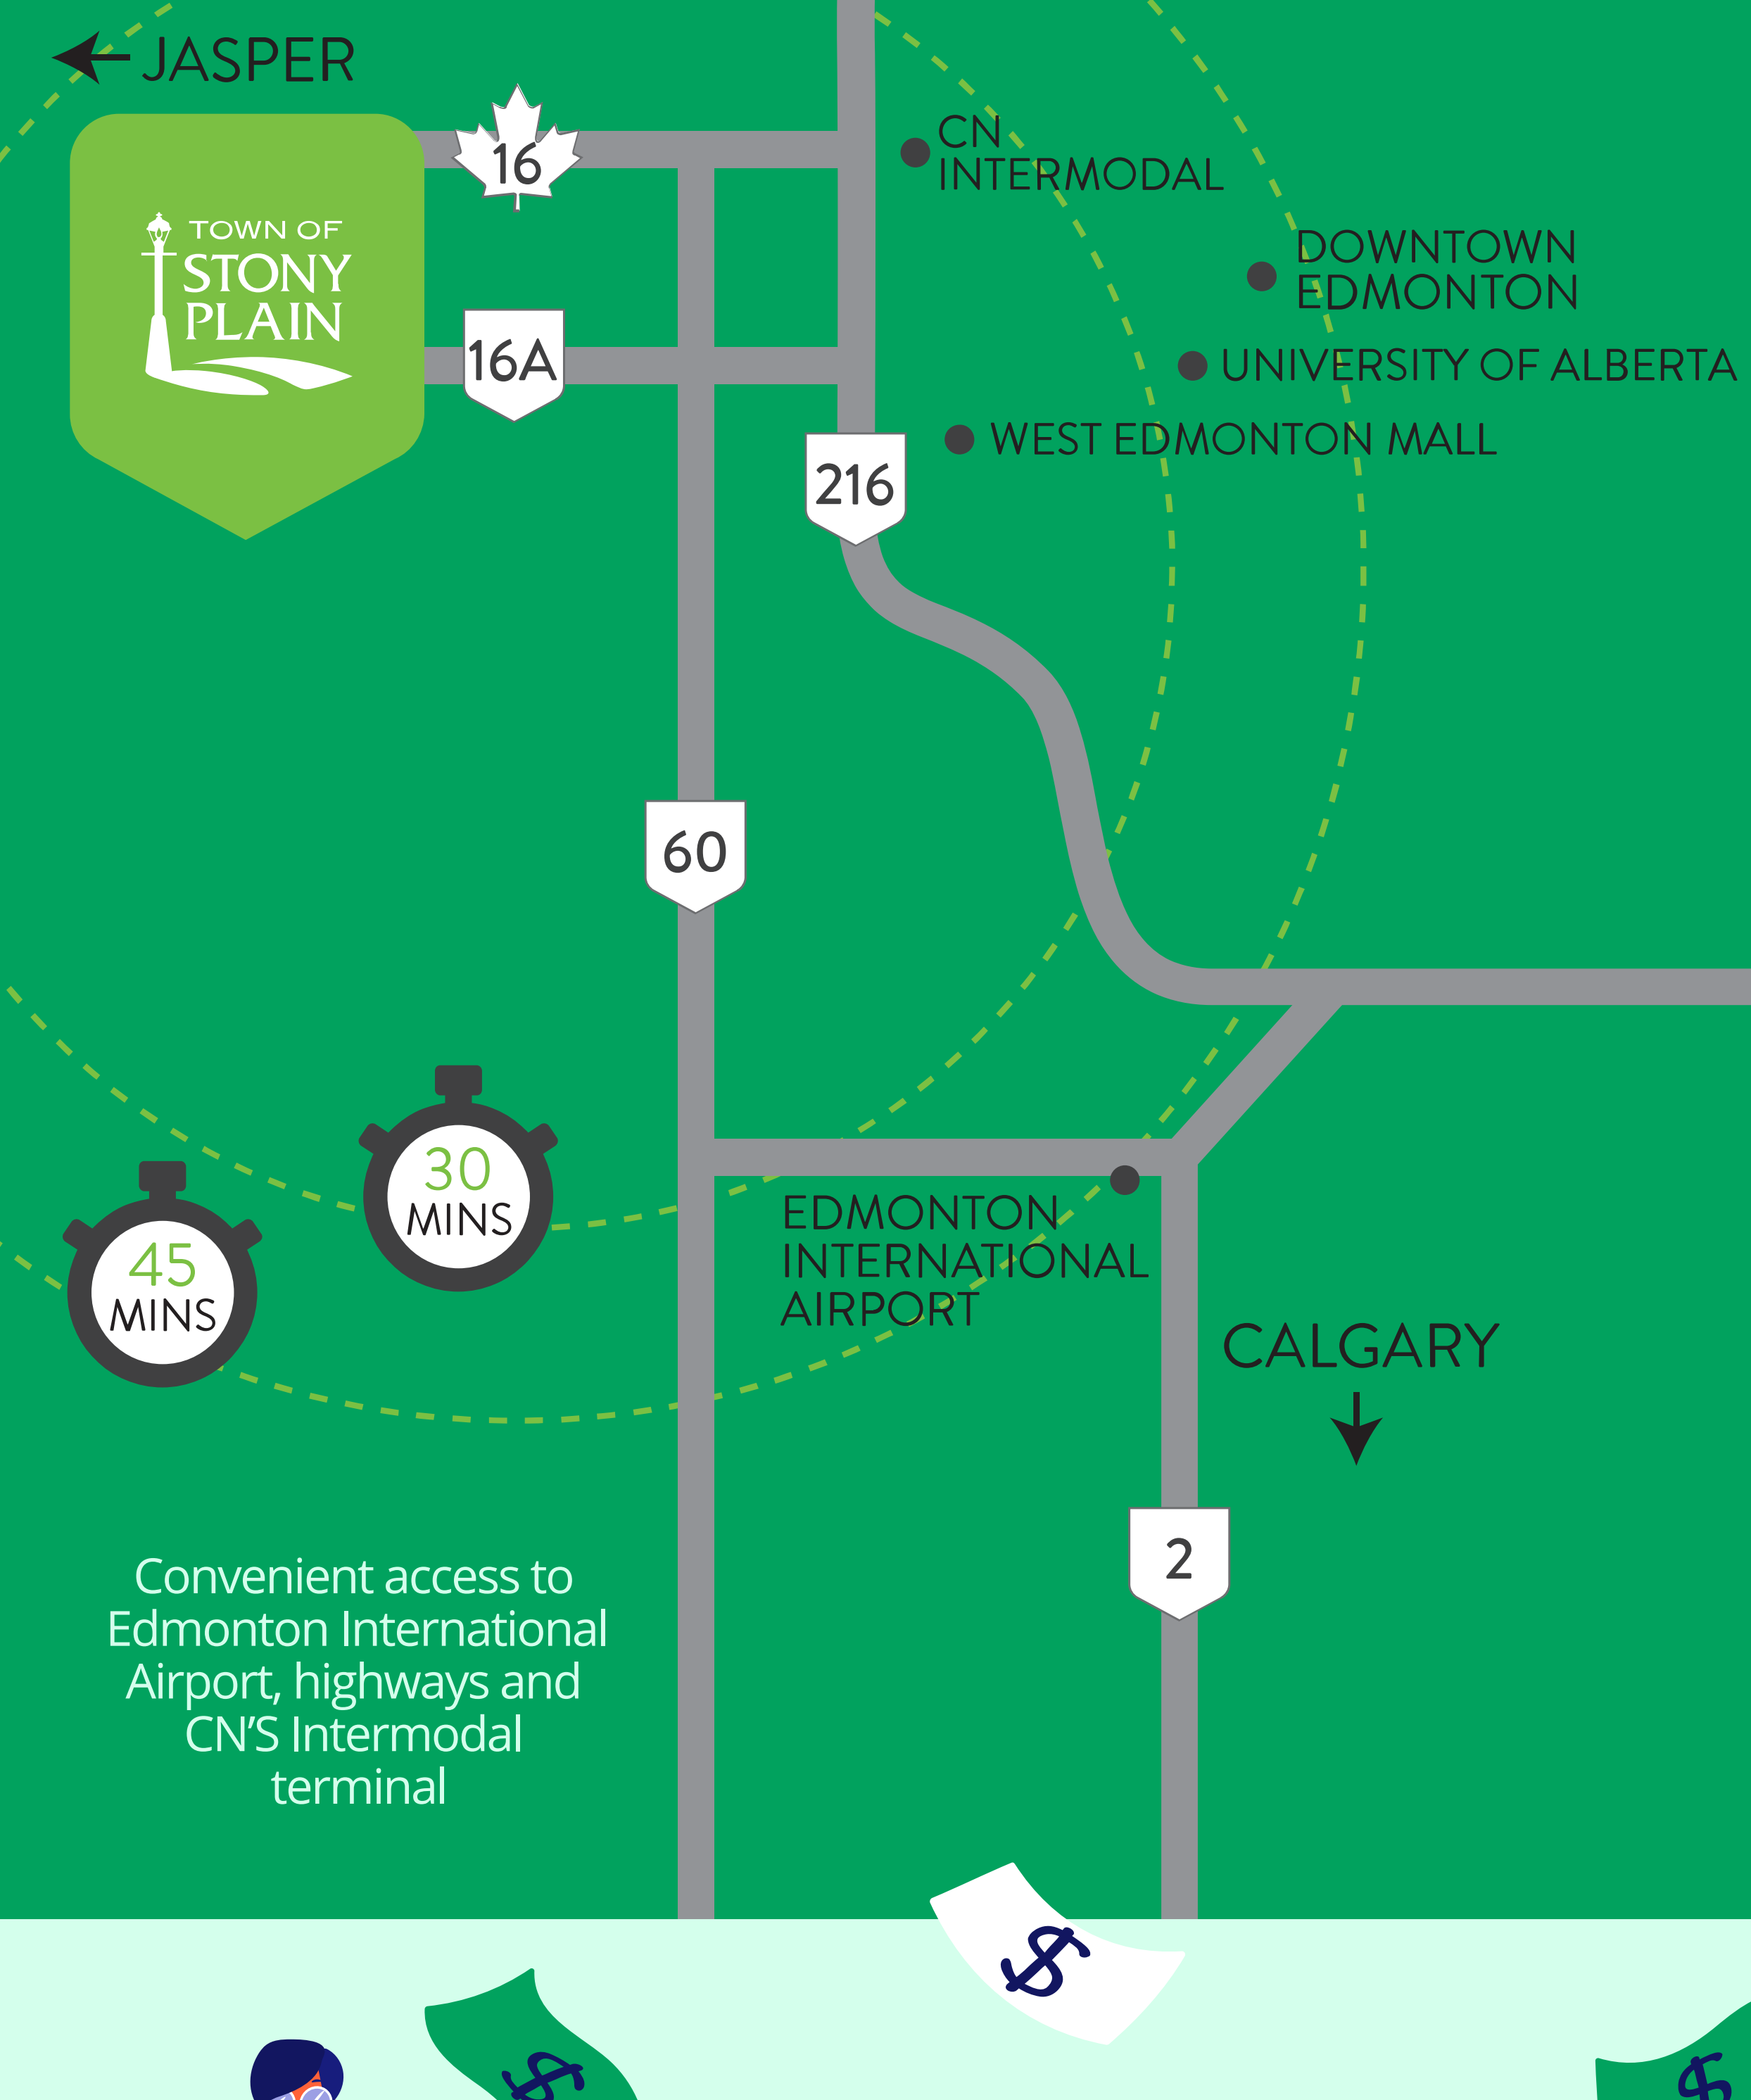 JASPER
16
CN
INTERMODAL
TOWN OF
STONY
PLAIN
DOWNTOWN
EDMONTON
16A
UNIVERSITY OF ALBERTA
WEST EDMONTON MALL
216
60
30
MINS
45
MINS
EDMONTON
INTERNATIONAL
AIRPORT
CALGARY
2
Convenient access to
Edmonton International
Airport, highways and
CN’S Intermodal
terminal
$
$
$